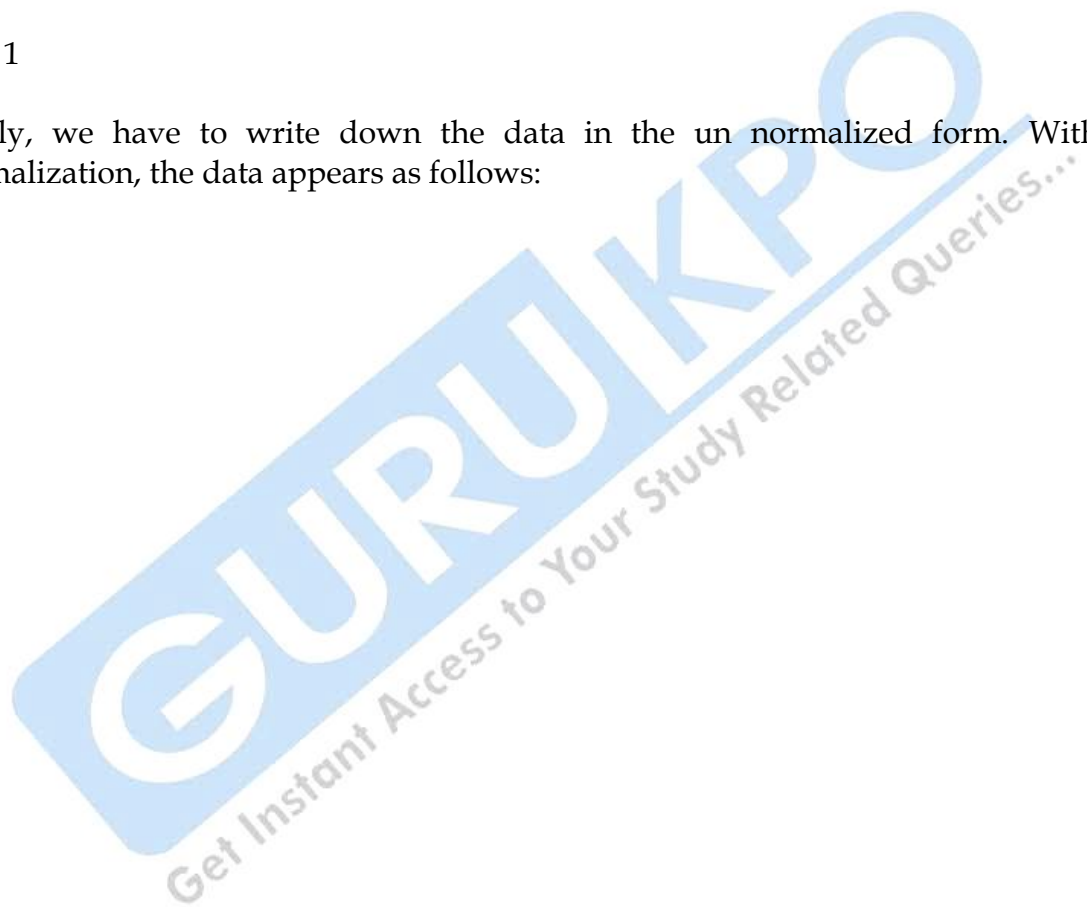 1
ly, we have to write down the data in the un normalized form. With
nalization, the data appears as follows:
GURUKPO
Get Instant Access to Your Study Related Queries...